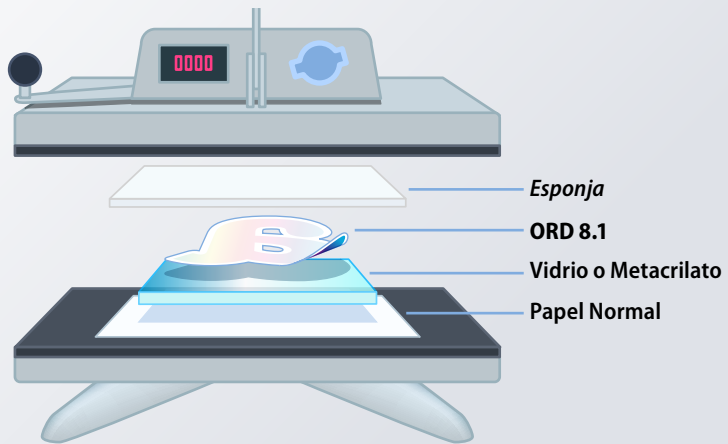 0000
Esponja
ORD 8.1
Vidrio o Metacrilato
Papel Normal